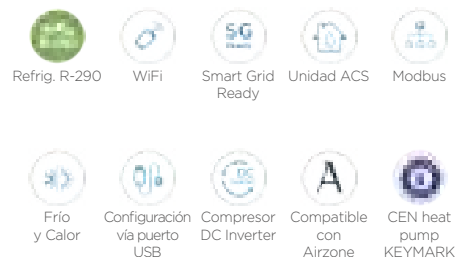 Refrig. R-290
WiFi
SG
Smart Grid
Ready
Unidad ACS
Modbus
Frío
y Calor
Configuración
vía puerto
USB
DC
Compresor
DC Inverter
A
Compatible
con
Airzone
CEN heat
pump
KEYMARK